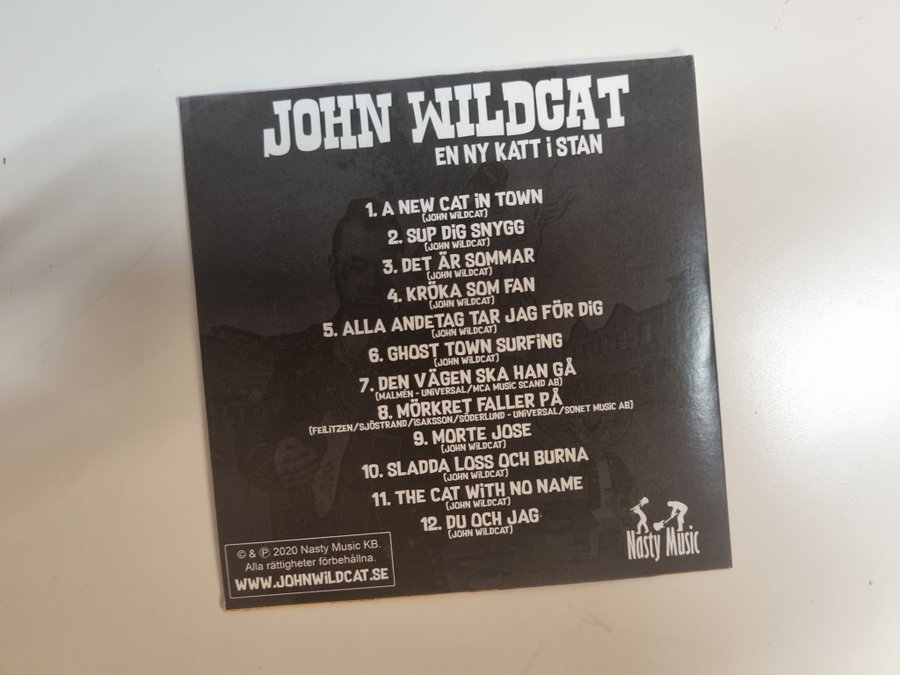 JOHN WILDCAT
EN NY KATT i STAN
1. A NEW CAT iN TOWN
(JOHN WiLDCAT)
2. SUP DiG SNYGG
(JOHN WiLDCAT)
3. DET ÄR SOMMAR
(JOHN WiLDCAT)
4. KRÖKA SOM FAN
(JOHN WiLDCAT)
5. ALLA ANDETAG TAR JAG FÖR DiG
(JOHN WiLDCAT)
6. GHOST TOWN SURFiNG
(JOHN WiLDCAT)
7. DEN VÄGEN SKA HAN GÅ
(MALMÉN - UNiVERSAL/MCA MUSiC SCAND AB)
8. MÖRKRET FALLER PÅ
(FEiLiTZEN/SJÖSTRAND/iSAKSSON/SÖDERLUND - UNiVERSAL/SONET MUSiC AB)
9. MORTE JOSE
(JOHN WiLDCAT)
10. SLADDA LOSS OCH BURNA
(JOHN WiLDCAT)
11. THE CAT WiTH NO NAME
(JOHN WiLDCAT)
12. DU OCH JAG
(JOHN WiLDCAT)
© & ℗ 2020 Nasty Music KB.
Alla rättigheter förbehållna.
WWW.JOHNWiLDCAT.SE
Nasty Music